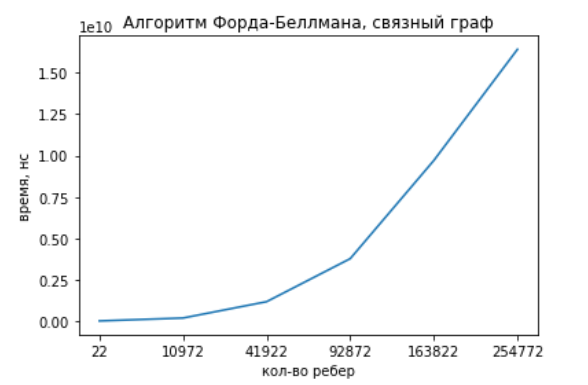 Алгоритм Форда-Беллмана, связный граф
1e10
1.50
1.25
1.00
0.75
0.50
0.25
0.00
время, нс
22 10972 41922 92872 163822 254772
кол-во ребер